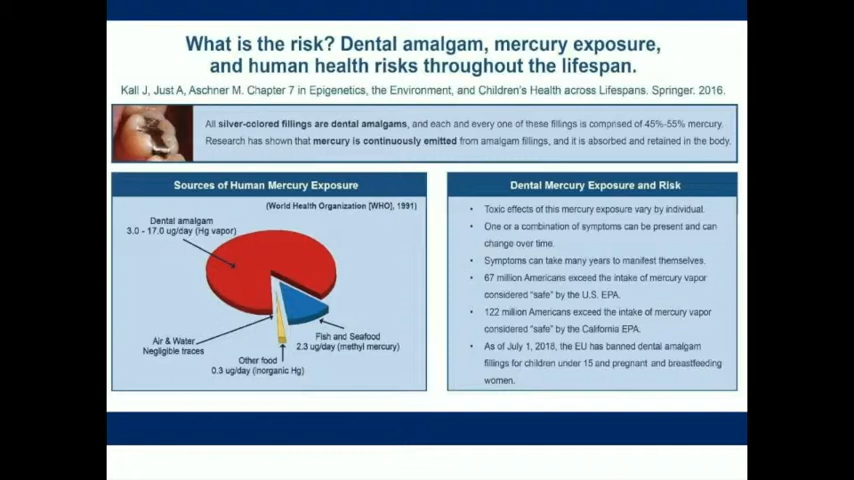 What is the risk? Dental amalgam, mercury exposure,
and human health risks throughout the lifespan.
Kall J, Just A, Aschner M. Chapter 7 in Epigenetics, the Environment, and Children's Health across Lifespans. Springer. 2016.
All silver-colored fillings are dental amalgams, and each and every one of these fillings is comprised of 45%-55% mercury.
Research has shown that mercury is continuously emitted from amalgam fillings, and it is absorbed and retained in the body.
Sources of Human Mercury Exposure
(World Health Organization [WHO], 1991)
Dental amalgam
3.0 - 17.0 ug/day (Hg vapor)
Air & Water
Negligible traces
Other food
0.3 ug/day (inorganic Hg)
Fish and Seafood
2.3 ug/day (methyl mercury)
Dental Mercury Exposure and Risk
• Toxic effects of this mercury exposure vary by individual.
• One or a combination of symptoms can be present and can
change over time.
• Symptoms can take many years to manifest themselves.
• 67 million Americans exceed the intake of mercury vapor
considered "safe" by the U.S. EPA.
• 122 million Americans exceed the intake of mercury vapor
considered "safe" by the California EPA.
• As of July 1, 2018, the EU has banned dental amalgam
fillings for children under 15 and pregnant and breastfeeding
women.